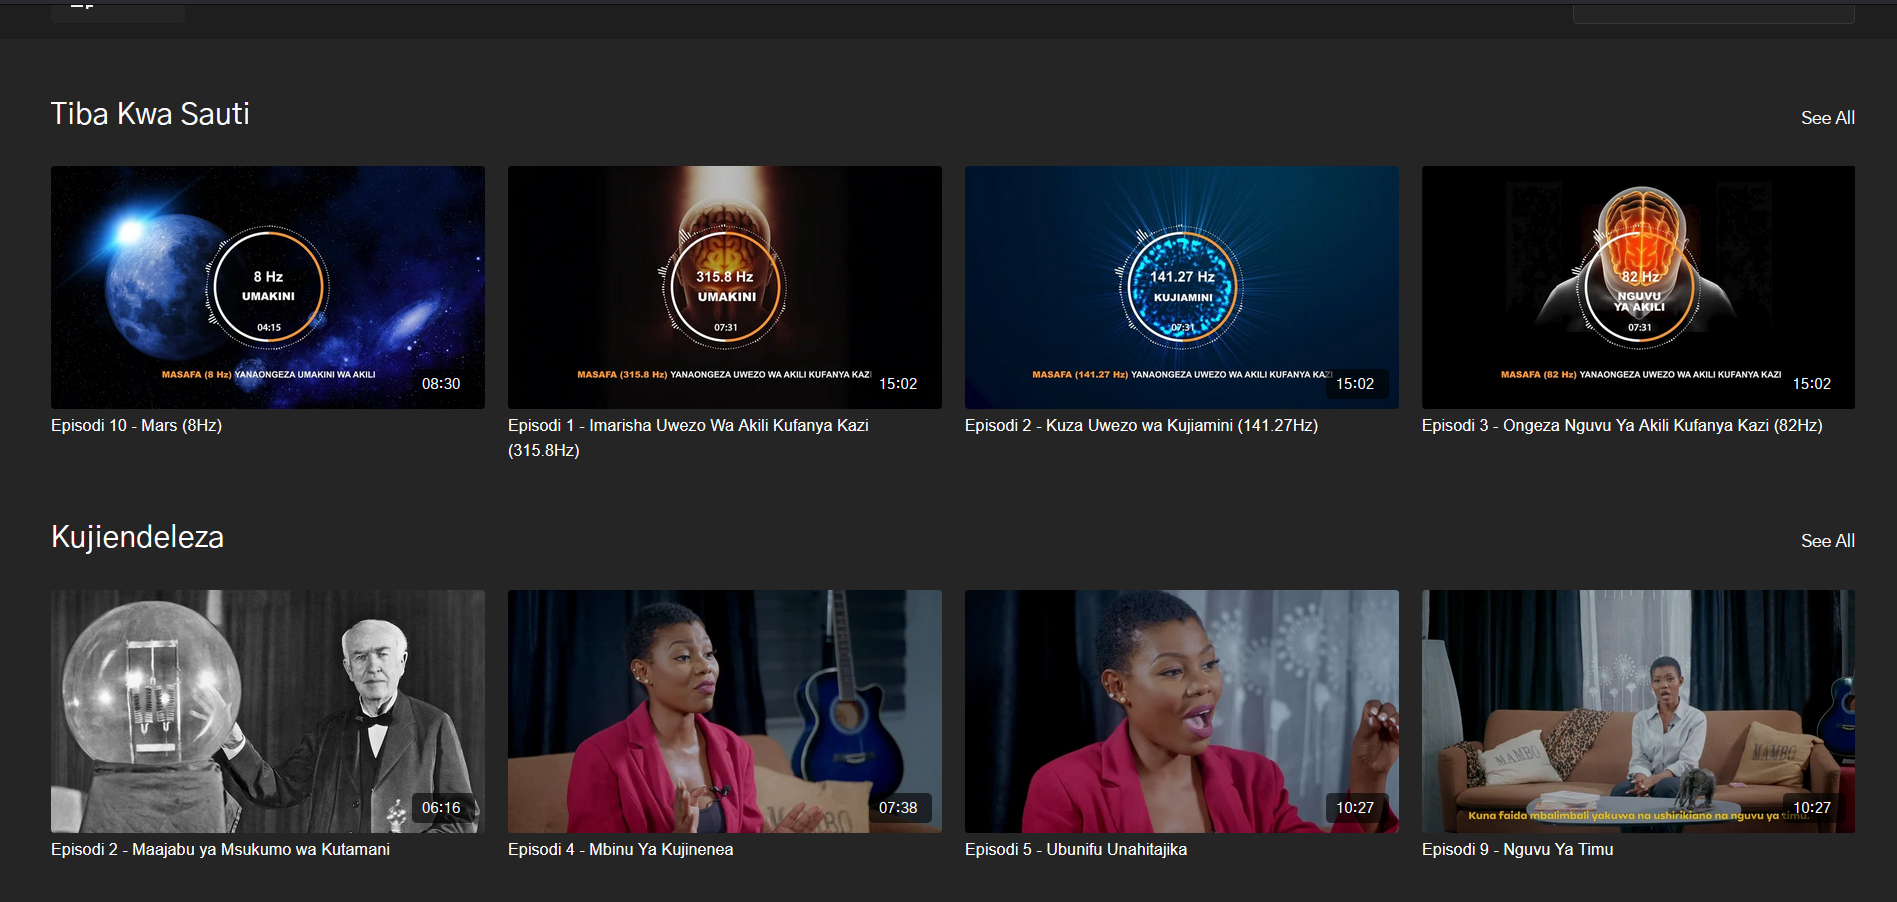 Tiba Kwa Sauti
See All
8 Hz
UMAKINI
04:15
MASAFA (8 Hz) YANAONGEZA UMAKINI WA AKILI
08:30
315.8 Hz
UMAKINI
07:31
MASAFA (315.8 Hz) YANAONGEZA UWEZO WA AKILI KUFANYA KAZI
15:02
141.27 Hz
KUJIAMINI
07:31
MASAFA (141.27 Hz) YANAONGEZA UWEZO WA AKILI KUFANYA KAZI
15:02
82 Hz
NGUVU
YA AKILI
07:31
MASAFA (82 Hz) YANAONGEZA UWEZO WA AKILI KUFANYA KAZI
15:02
Episodi 10 - Mars (8Hz)
Episodi 1 - Imarisha Uwezo Wa Akili Kufanya Kazi
(315.8Hz)
Episodi 2 - Kuza Uwezo wa Kujiamini (141.27Hz)
Episodi 3 - Ongeza Nguvu Ya Akili Kufanya Kazi (82Hz)
Kujiendeleza
See All
06:16
MAMBO
07:38
10:27
MAMBO
MAMBO
Kuna faida mbalimbali yakuwa na ushirikiano na nguvu ya timu.
10:27
Episodi 2 - Maajabu ya Msukumo wa Kutamani
Episodi 4 - Mbinu Ya Kujinenea
Episodi 5 - Ubunifu Unahitajika
Episodi 9 - Nguvu Ya Timu